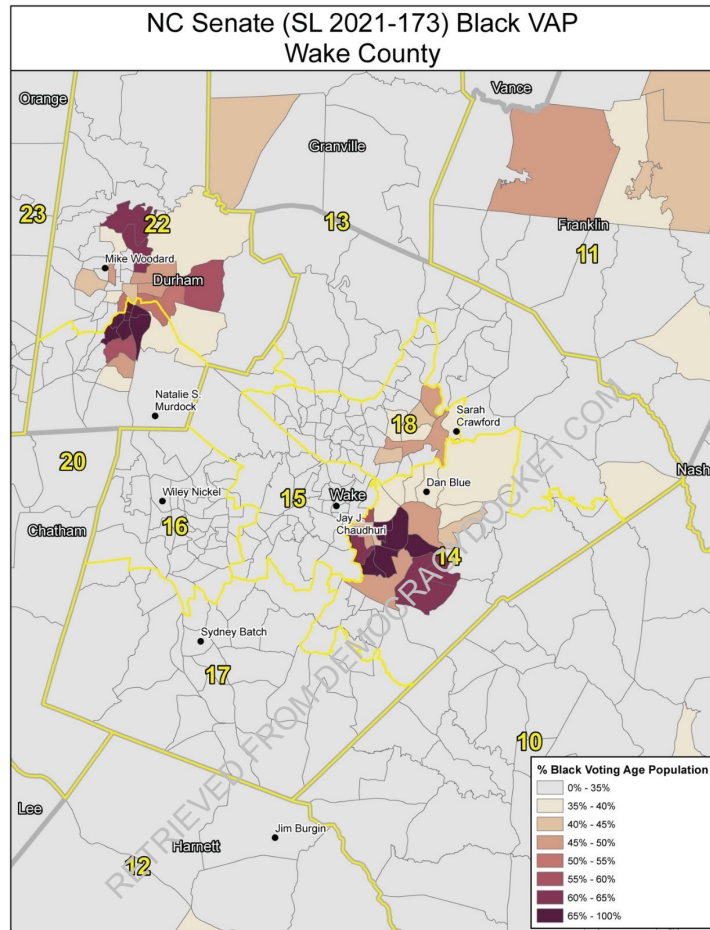 NC Senate (SL 2021-173) Black VAP
Wake County
Orange
Vance
Granville
23
22
13
Franklin
11
Mike Woodard
Durham
Natalie S.
Murdock
18
Sarah
Crawford
20
Nash
Wiley Nickel
15
Wake
Dan Blue
Chatham
16
Jay J
Chaudhuri
14
Sydney Batch
17
10
Lee
Jim Burgin
Harnett
12
% Black Voting Age Population
0% - 35%
35% - 40%
40% - 45%
45% - 50%
50% - 55%
55% - 60%
60% - 65%
65% - 100%
RETRIEVED FROM DEMOCRACYDOCKET.COM